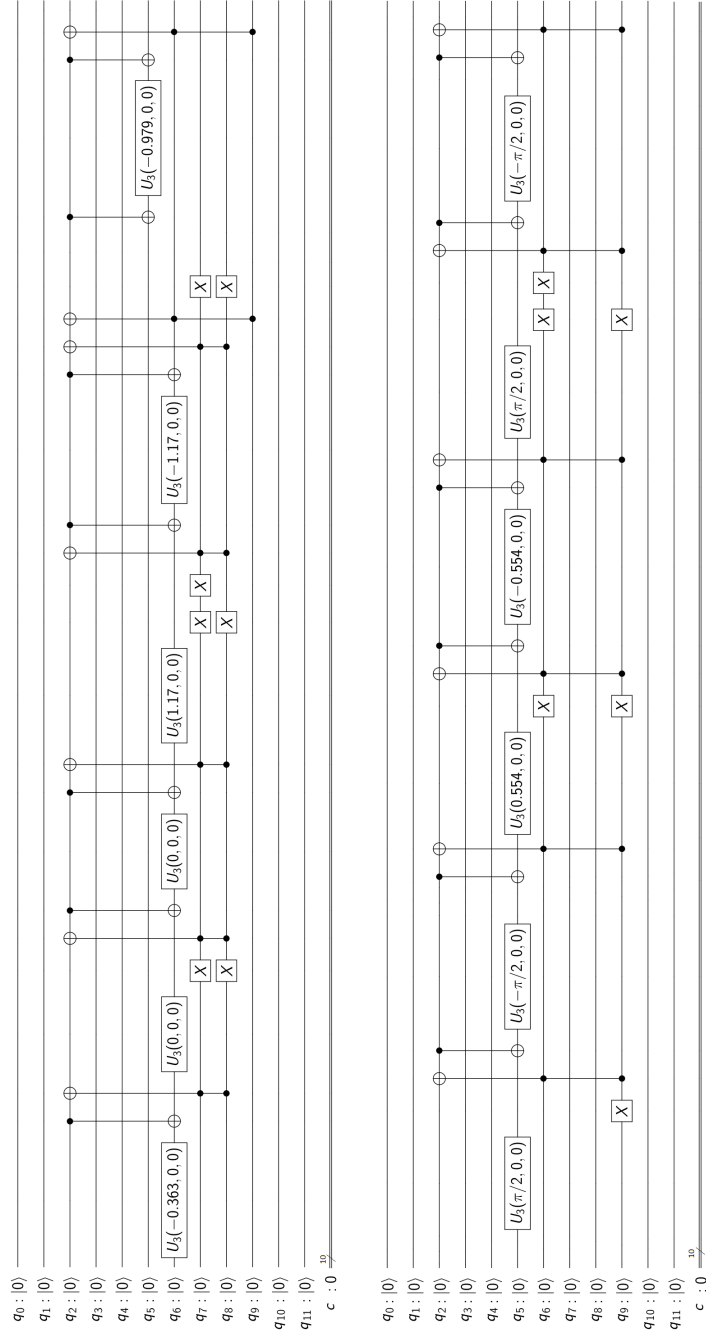 q0 : |0⟩
q1 : |0⟩
q2 : |0⟩
q3 : |0⟩
q4 : |0⟩
q5 : |0⟩ U3(−0.979, 0, 0)
q6 : |0⟩ U3(−0.363, 0, 0) U3(0, 0, 0) U3(0, 0, 0) U3(1.17, 0, 0) U3(−1.17, 0, 0)
q7 : |0⟩ X X X X
q8 : |0⟩ X X X
q9 : |0⟩
q10 : |0⟩
q11 : |0⟩
c : 0 10
q0 : |0⟩
q1 : |0⟩
q2 : |0⟩
q3 : |0⟩
q4 : |0⟩
q5 : |0⟩ U3(π/2, 0, 0) U3(−π/2, 0, 0) U3(0.554, 0, 0) U3(−0.554, 0, 0) U3(π/2, 0, 0) U3(−π/2, 0, 0)
q6 : |0⟩ X X X
q7 : |0⟩
q8 : |0⟩
q9 : |0⟩ X X X
q10 : |0⟩
q11 : |0⟩
c : 0 10